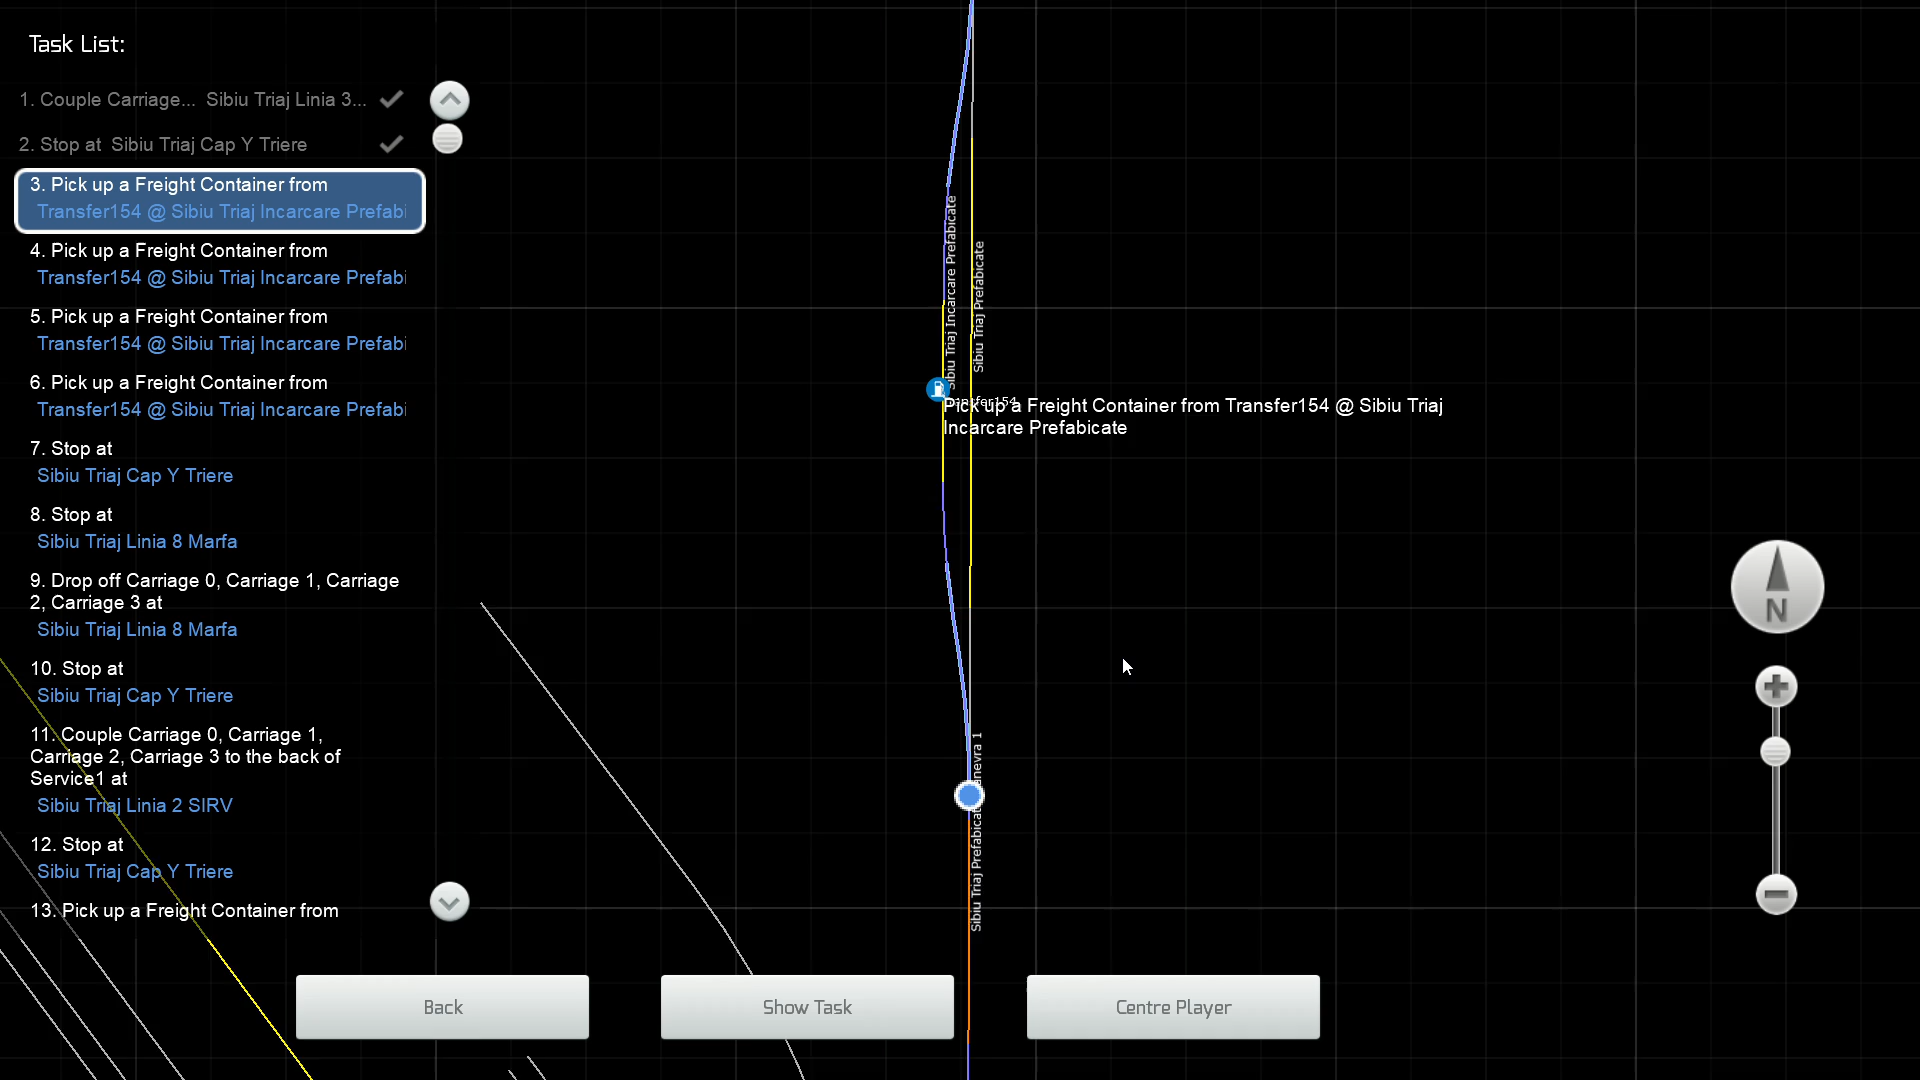 Task List:
1. Couple Carriage... Sibiu Triaj Linia 3...
2. Stop at Sibiu Triaj Cap Y Triere
3. Pick up a Freight Container from
Transfer154 @ Sibiu Triaj Incarcare Prefabi
4. Pick up a Freight Container from
Transfer154 @ Sibiu Triaj Incarcare Prefabi
5. Pick up a Freight Container from
Transfer154 @ Sibiu Triaj Incarcare Prefabi
6. Pick up a Freight Container from
Transfer154 @ Sibiu Triaj Incarcare Prefabi
7. Stop at
Sibiu Triaj Cap Y Triere
8. Stop at
Sibiu Triaj Linia 8 Marfa
9. Drop off Carriage 0, Carriage 1, Carriage
2, Carriage 3 at
Sibiu Triaj Linia 8 Marfa
10. Stop at
Sibiu Triaj Cap Y Triere
11. Couple Carriage 0, Carriage 1,
Carriage 2, Carriage 3 to the back of
Service1 at
Sibiu Triaj Linia 2 SIRV
12. Stop at
Sibiu Triaj Cap Y Triere
13. Pick up a Freight Container from
Sibiu Triaj Incarcare Prefabicate
Sibiu Triaj Prefabicate
Pick up a Freight Container from Transfer154 @ Sibiu Triaj
Incarcare Prefabicate
Sibiu Triaj 1
N
Back
Show Task
Centre Player